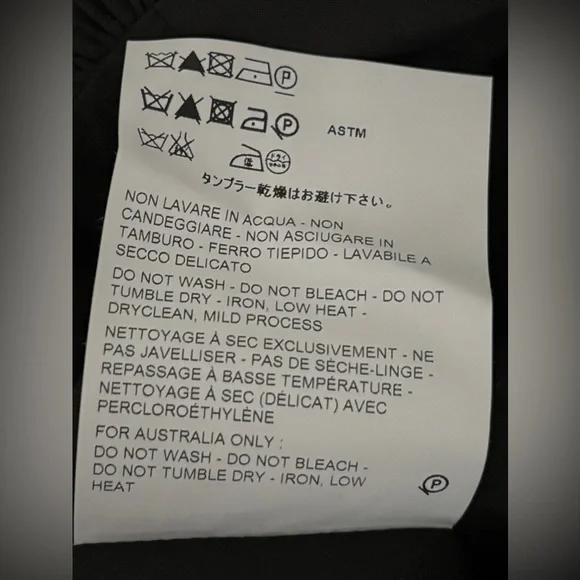 P
P ASTM
低 ドライ
タンブラー乾燥はお避け下さい。
NON LAVARE IN ACQUA - NON
CANDEGGIARE - NON ASCIUGARE IN
TAMBURO - FERRO TIEPIDO - LAVABILE A
SECCO DELICATO
DO NOT WASH - DO NOT BLEACH - DO NOT
TUMBLE DRY - IRON, LOW HEAT -
DRYCLEAN, MILD PROCESS
NETTOYAGE À SEC EXCLUSIVEMENT - NE
PAS JAVELLISER - PAS DE SÈCHE-LINGE -
REPASSAGE À BASSE TEMPÉRATURE -
NETTOYAGE À SEC (DÉLICAT) AVEC
PERCLOROÉTHYLÈNE
FOR AUSTRALIA ONLY :
DO NOT WASH - DO NOT BLEACH -
DO NOT TUMBLE DRY - IRON, LOW
HEAT
P